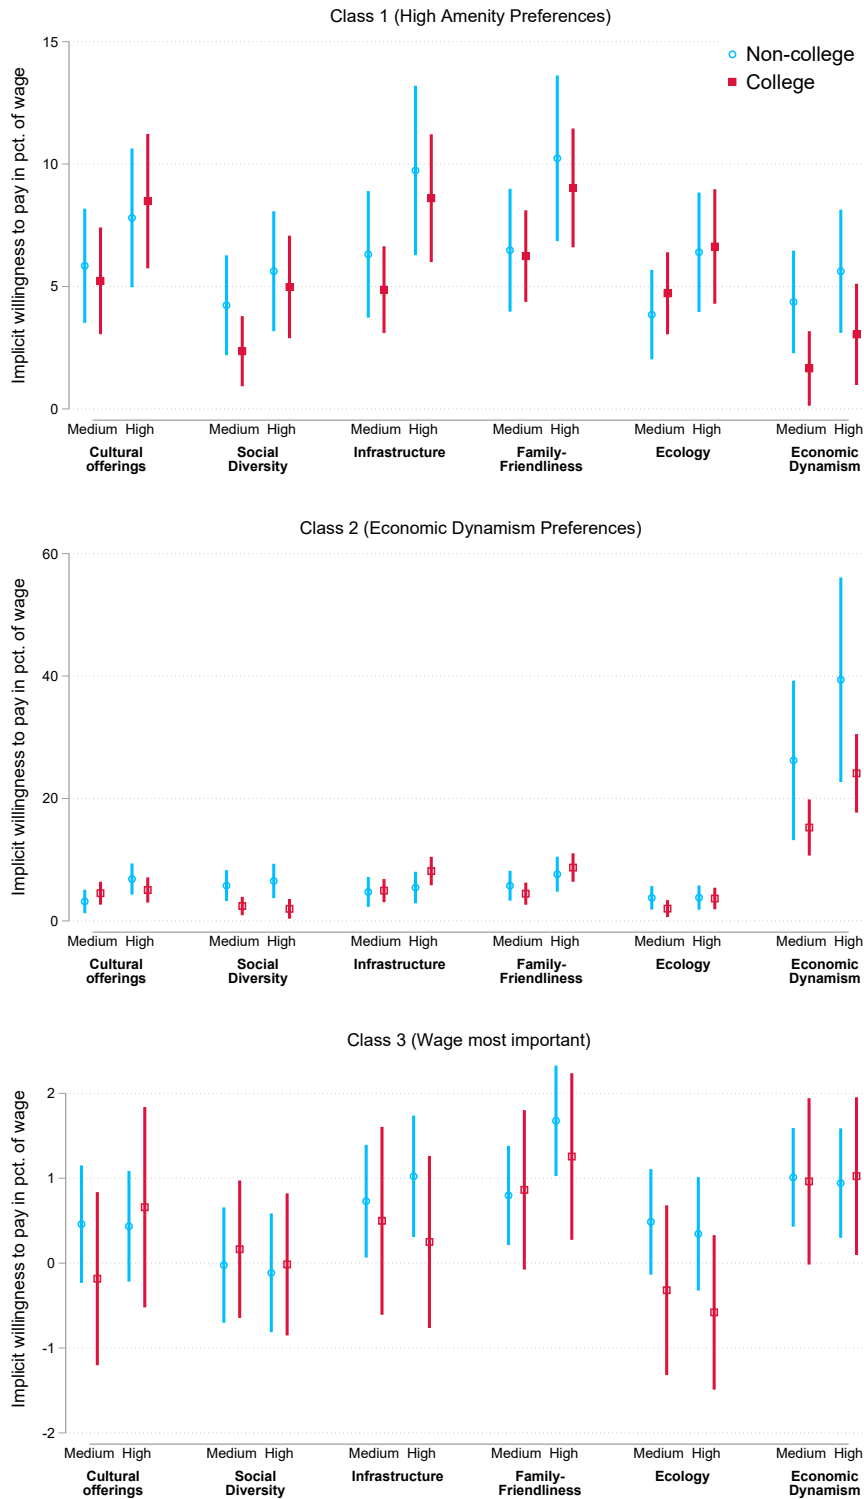 Class 1 (High Amenity Preferences)
Implicit willingness to pay in pct. of wage
15
10
5
0
Non-college
College
Medium High Medium High Medium High Medium High Medium High Medium High
Cultural Social Infrastructure Family- Ecology Economic
offerings Diversity Friendliness Dynamism
Class 2 (Economic Dynamism Preferences)
Implicit willingness to pay in pct. of wage
60
40
20
0
Medium High Medium High Medium High Medium High Medium High Medium High
Cultural Social Infrastructure Family- Ecology Economic
offerings Diversity Friendliness Dynamism
Class 3 (Wage most important)
Implicit willingness to pay in pct. of wage
2
1
0
-1
-2
Medium High Medium High Medium High Medium High Medium High Medium High
Cultural Social Infrastructure Family- Ecology Economic
offerings Diversity Friendliness Dynamism